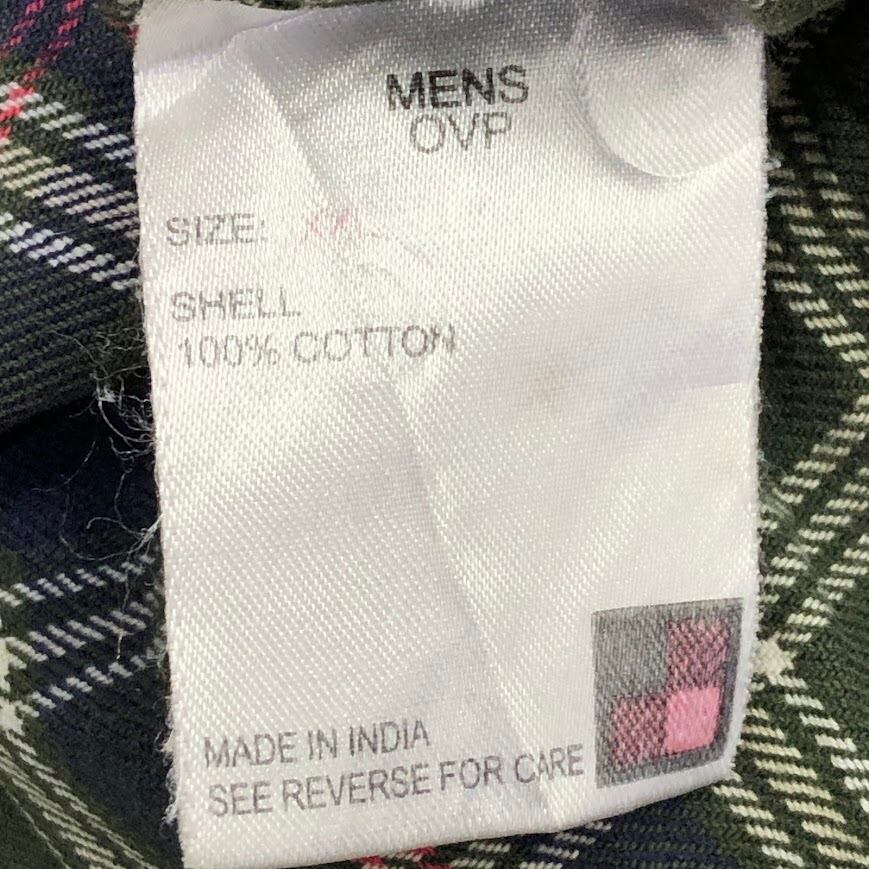 MENS
OVP
SIZE:
SHELL
100% COTTON
MADE IN INDIA
SEE REVERSE FOR CARE